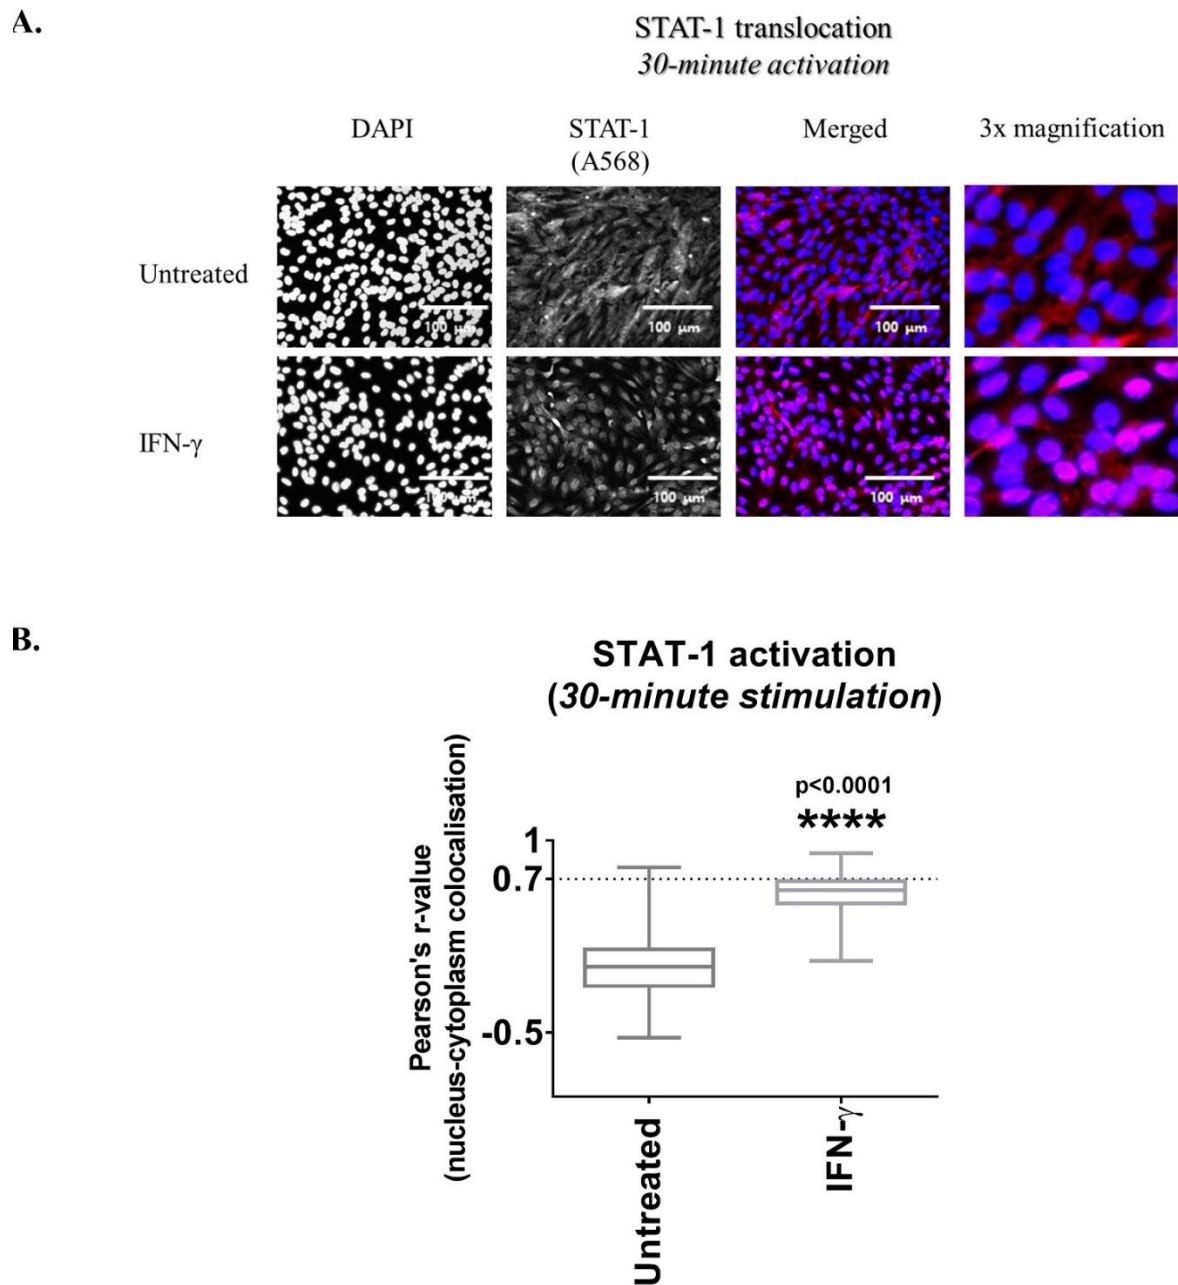 A.
STAT-1 translocation
30-minute activation
DAPI
STAT-1
(A568)
Merged
3x magnification
Untreated
100 µm
100 µm
100 µm
IFN-γ
100 µm
100 µm
100 µm
B.
STAT-1 activation
(30-minute stimulation)
Pearson's r-value
(nucleus-cytoplasm colocalisation)
p<0.0001
****
1
0.7
-0.5
Untreated
IFN-γ